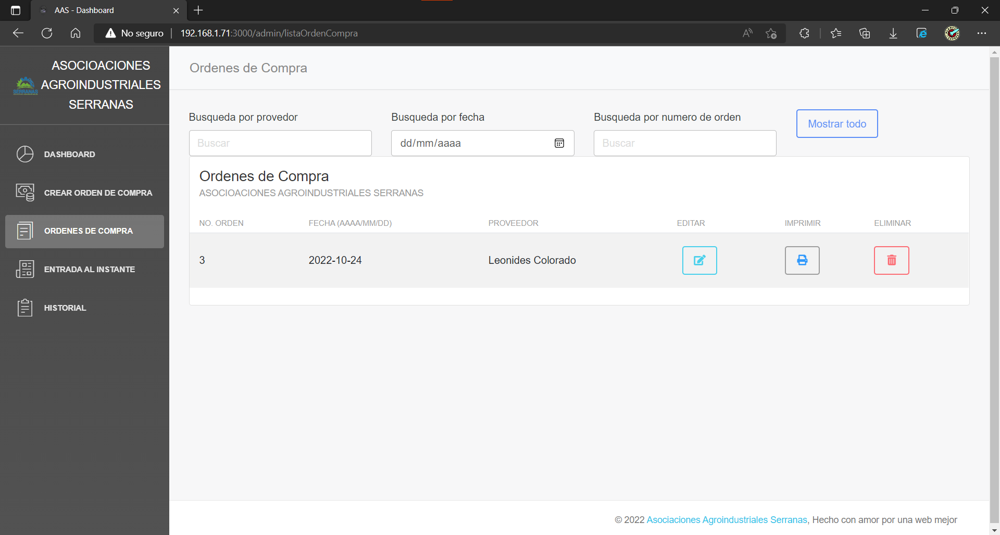 AAS - Dashboard
No seguro
192.168.1.71:3000/admin/listaOrdenCompra
ASOCIOACIONES
AGROINDUSTRIALES
SERRANAS
SERRANAS
DASHBOARD
CREAR ORDEN DE COMPRA
ORDENES DE COMPRA
ENTRADA AL INSTANTE
HISTORIAL
Ordenes de Compra
Busqueda por provedor
Busqueda por fecha
Busqueda por numero de orden
Mostrar todo
Buscar
dd/mm/aaaa
Buscar
Ordenes de Compra
ASOCIOACIONES AGROINDUSTRIALES SERRANAS
NO. ORDEN FECHA (AAAA/MM/DD) PROVEEDOR EDITAR IMPRIMIR ELIMINAR
3 2022-10-24 Leonides Colorado
© 2022 Asociaciones Agroindustriales Serranas, Hecho con amor por una web mejor